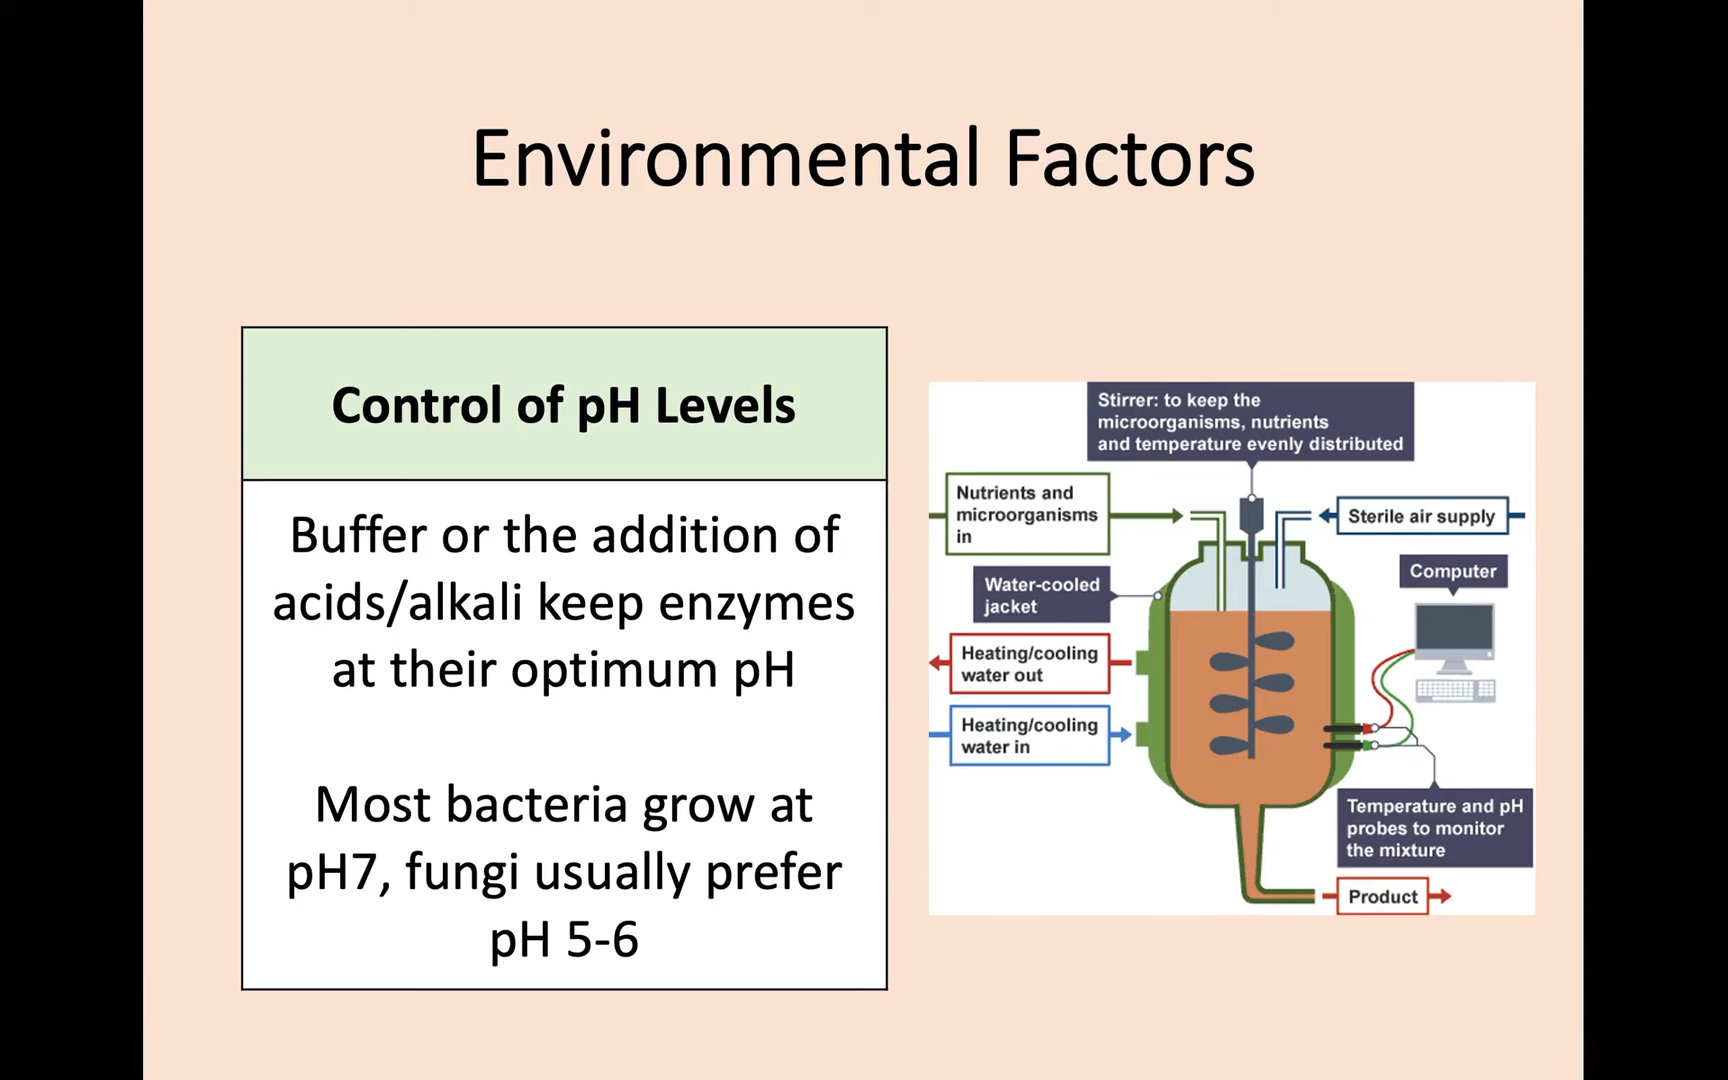 Environmental Factors
Control of pH Levels
Buffer or the addition of
acids/alkali keep enzymes
at their optimum pH
Most bacteria grow at
pH7, fungi usually prefer
pH 5-6
Stirrer: to keep the
microorganisms, nutrients
and temperature evenly distributed
Nutrients and
microorganisms
in
Sterile air supply
Computer
Water-cooled
jacket
Heating/cooling
water out
Heating/cooling
water in
Temperature and pH
probes to monitor
the mixture
Product